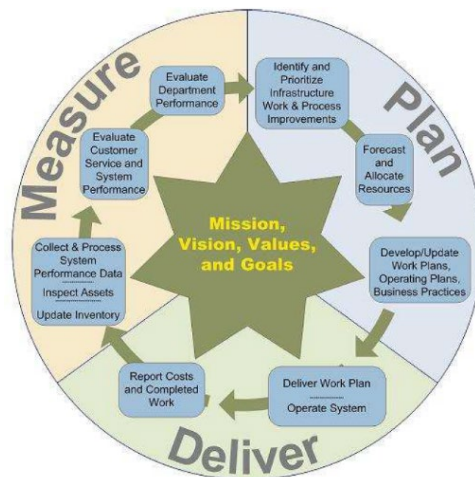 Measure
Plan
Deliver
Evaluate
Department
Performance
Identify and
Prioritize
Infrastructure
Work & Process
Improvements
Forecast
and
Allocate
Resources
Develop/Update
Work Plans,
Operating Plans,
Business Practices
Deliver Work Plan
Operate System
Report Costs
and Completed
Work
Collect & Process
System
Performance Data
Inspect Assets
Update Inventory
Evaluate
Customer
Service and
System
Performance
Mission,
Vision, Values,
and Goals